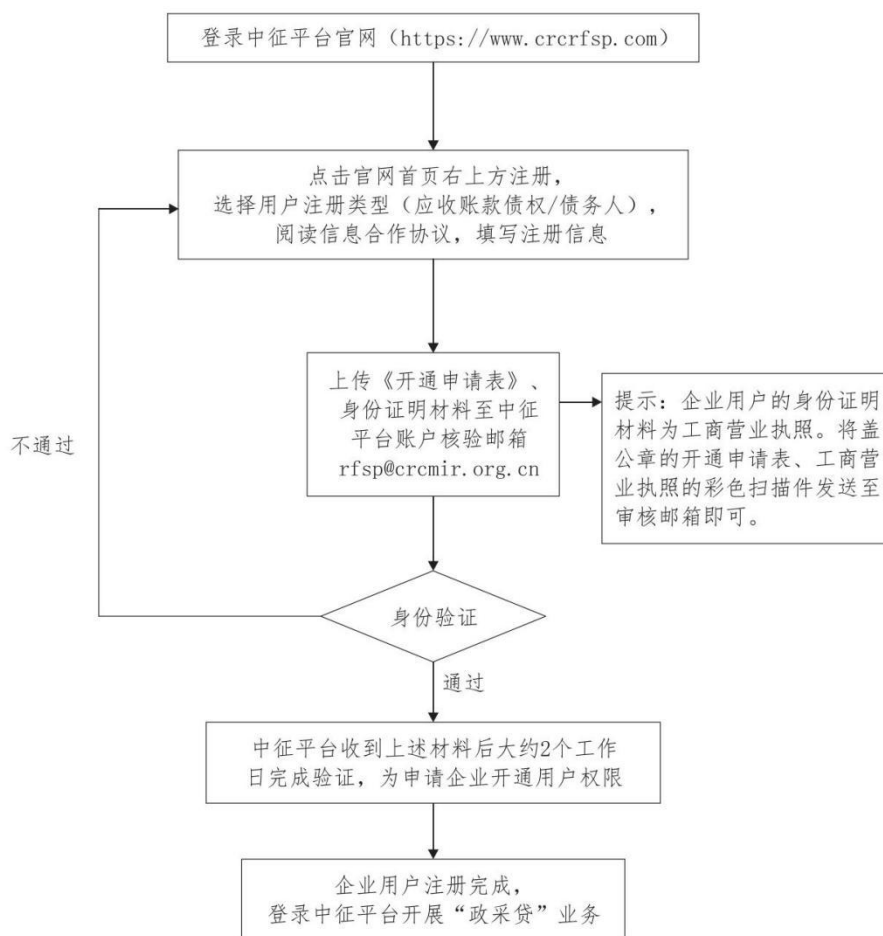 登录中征平台官网（https://www.crcrfsp.com）
点击官网首页右上方注册，
选择用户注册类型（应收账款债权/债务人），
阅读信息合作协议，填写注册信息
上传《开通申请表》、
身份证明材料至中征
平台账户核验邮箱
rfsp@crcmir.org.cn
提示：企业用户的身份证明
材料为工商营业执照。将盖
公章的开通申请表、工商营
业执照的彩色扫描件发送至
审核邮箱即可。
不通过
身份验证
通过
中征平台收到上述材料后大约2个工作
日完成验证，为申请企业开通用户权限
企业用户注册完成，
登录中征平台开展“政采贷”业务